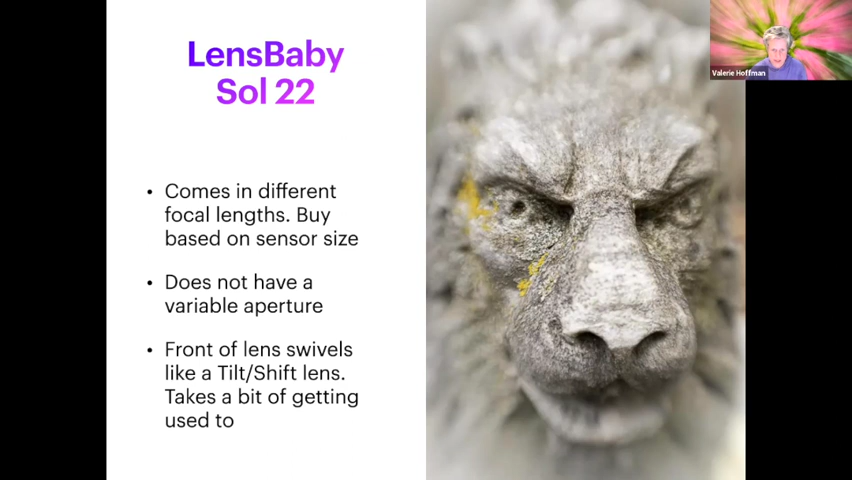 LensBaby
Sol 22
• Comes in different
focal lengths. Buy
based on sensor size
• Does not have a
variable aperture
• Front of lens swivels
like a Tilt/Shift lens.
Takes a bit of getting
used to
Valerie Hoffman